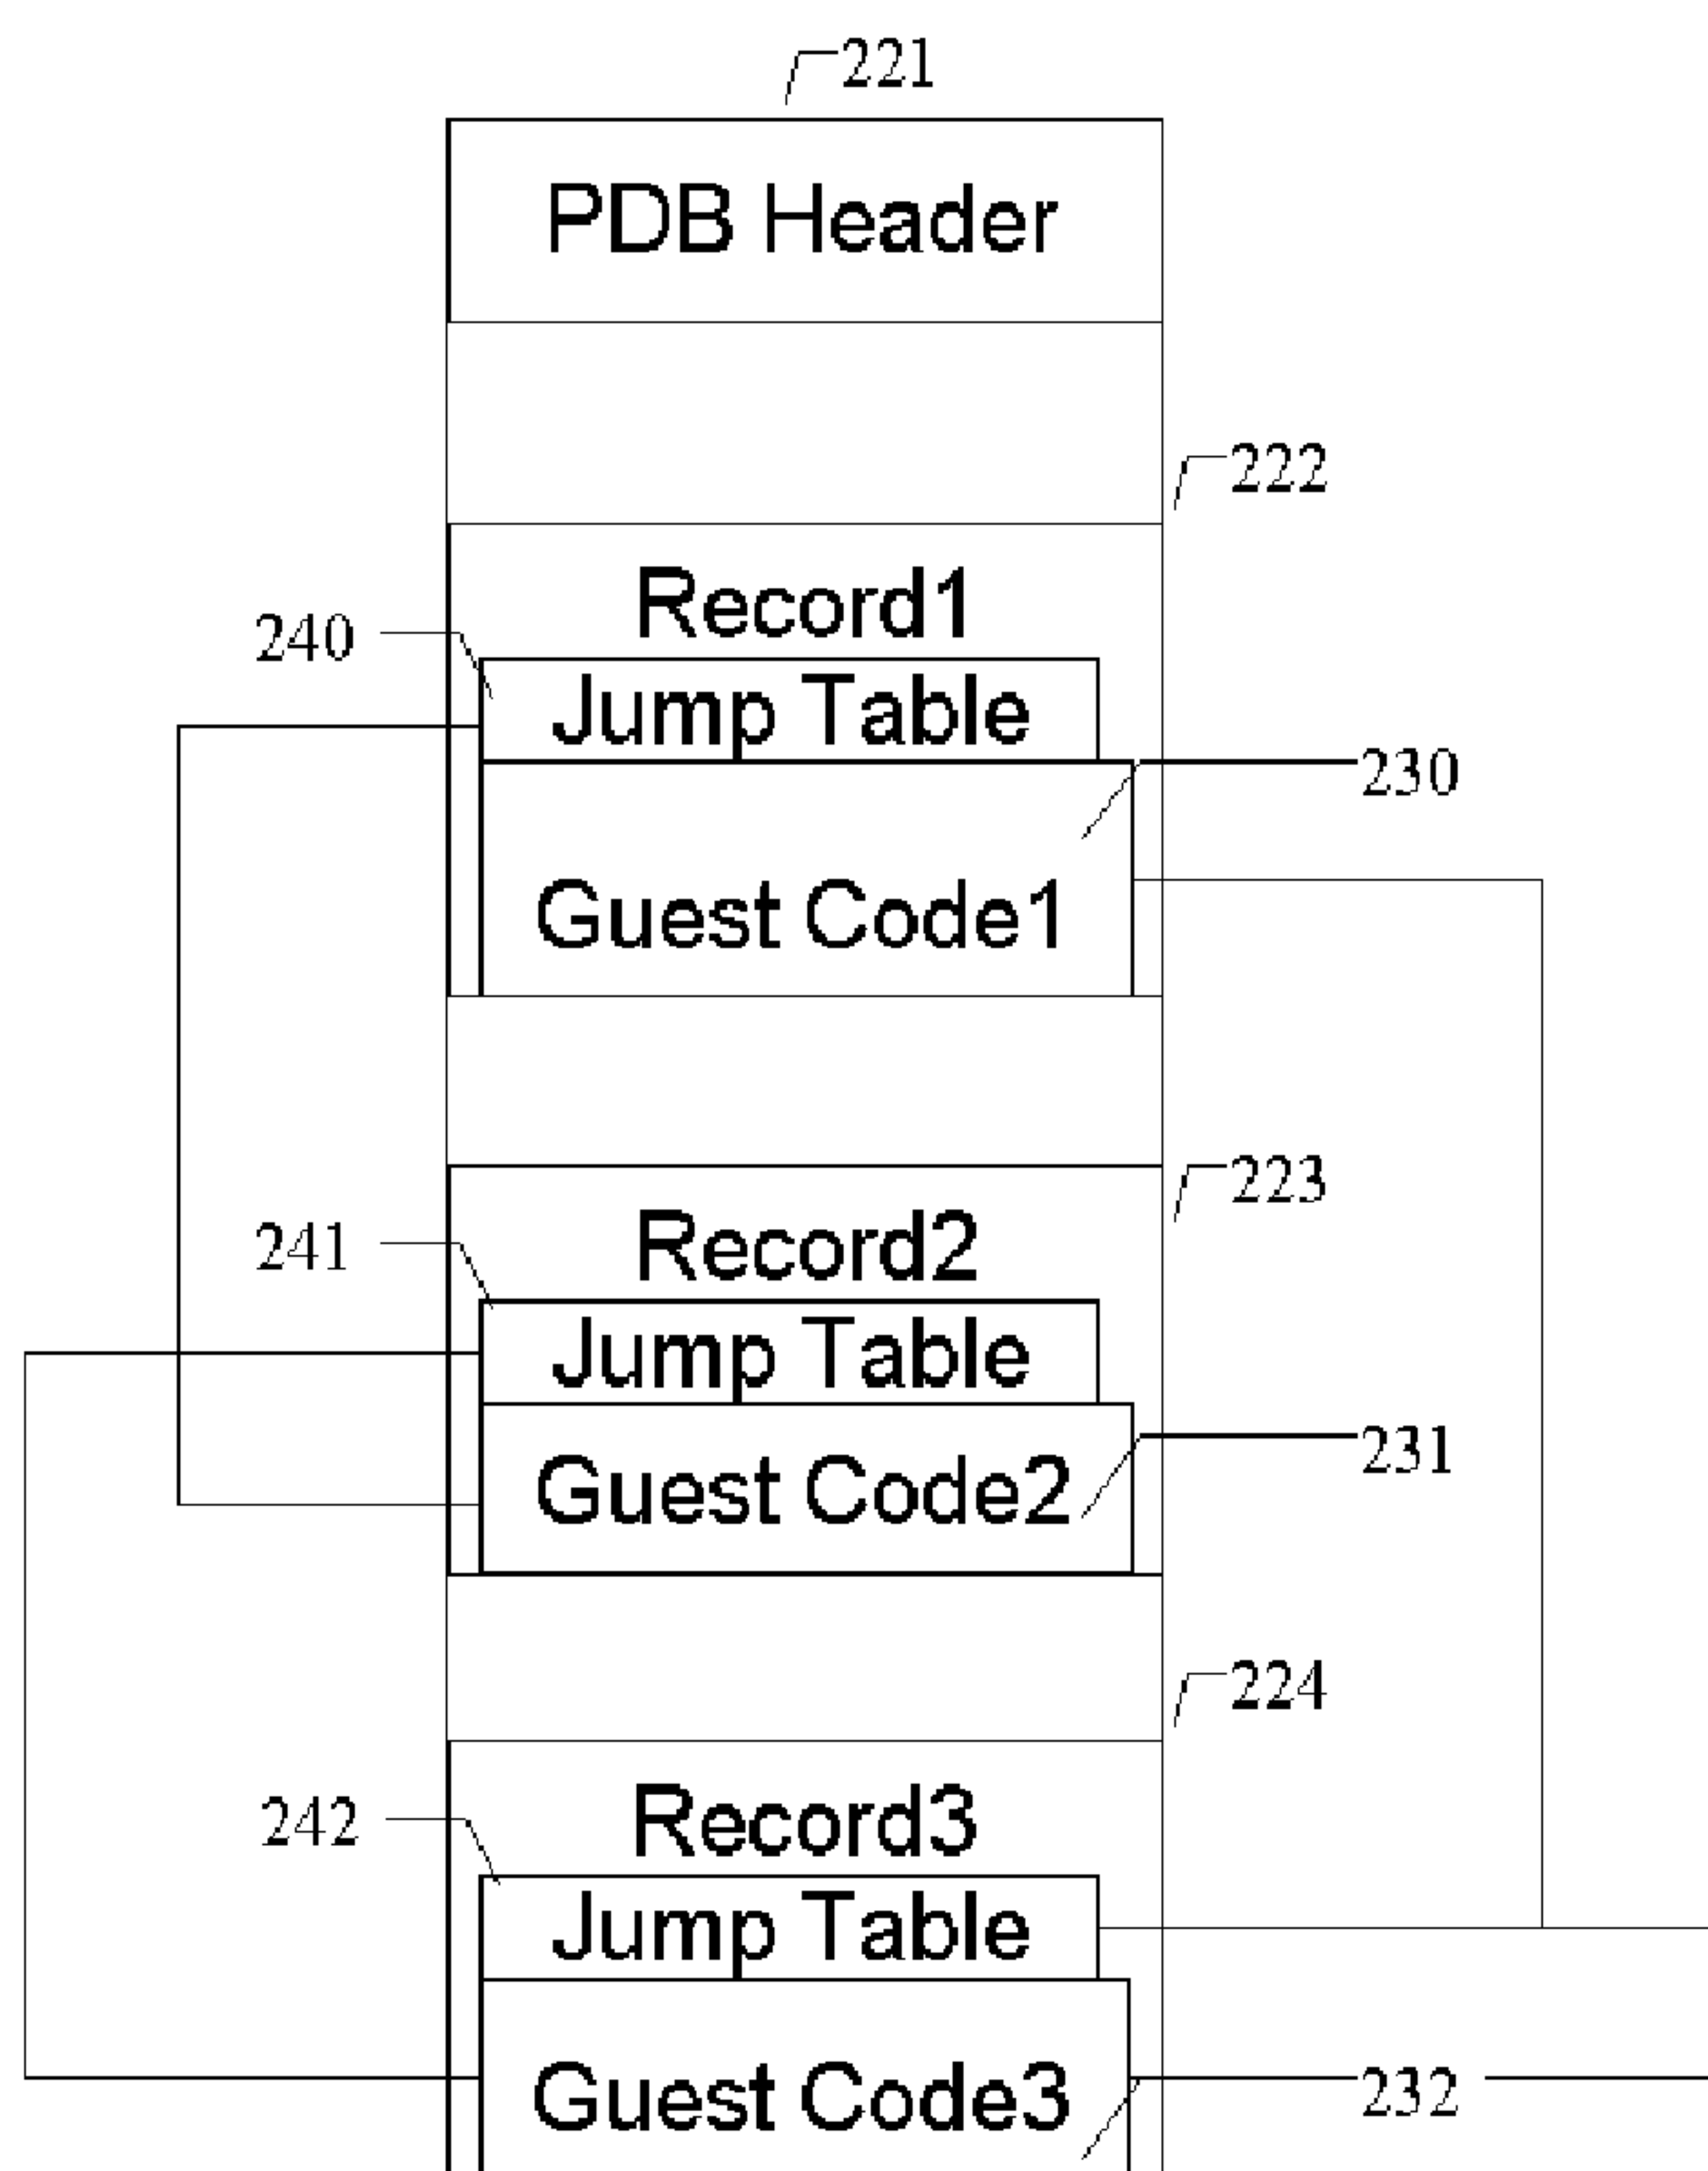 221
PDB Header
222
Record1
240
Jump Table
230
Guest Code1
223
Record2
241
Jump Table
231
Guest Code2
224
Record3
242
Jump Table
Guest Code3
232